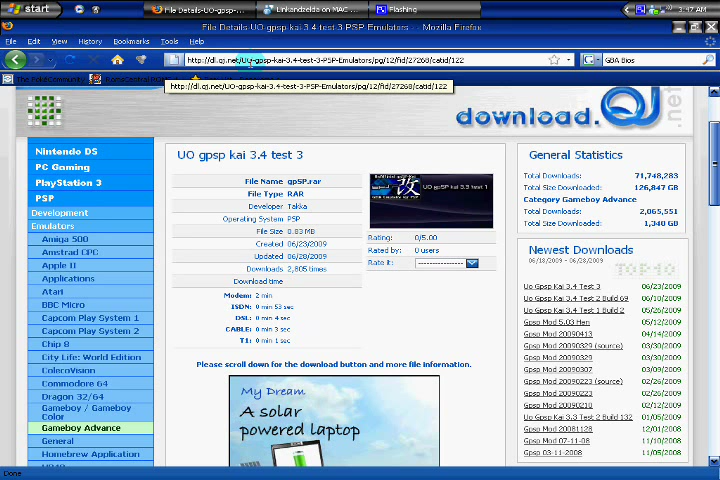 start
File Details-UO-gpsp-...
Linkandzelda on MAC ...
Flashing
3:47 AM
File Details-UO gpsp kai 3.4 test 3 PSP-Emulators -- Mozilla Firefox
File Edit View History Bookmarks Tools Help
http://dl.qj.net/UO-gpsp-kai-3.4-test-3-PSP-Emulators/pg/12/fid/27268/catid/122
GBA Bios
http://dl.qj.net/UO-gpsp-kai-3.4-test-3-PSP-Emulators/pg/12/fid/27268/catid/122
download.QJ.net
Nintendo DS
PC Gaming
PlayStation 3
PSP
Development
Emulators
Amiga 500
Amstrad CPC
Apple II
Applications
Atari
BBC Micro
Capcom Play System 1
Capcom Play System 2
Chip 8
City Life: World Edition
ColecoVision
Commodore 64
Dragon 32/64
Gameboy / Gameboy
Color
Gameboy Advance
General
Homebrew Application
UO gpsp kai 3.4 test 3
File Name gpSP.rar
File Type RAR
Developer Takka
Operating System PSP
File Size 0.83 MB
Created 06/23/2009
Updated 06/28/2009
Downloads 2,805 times
Download time
Modem: 2 min
ISDN: 0 min 53 sec
DSL: 0 min 4 sec
CABLE: 0 min 3 sec
T1: 0 min 1 sec
改
UO gpSP kai 3.3 test 1
Rating: 0/5.00
Rated by: 0 users
Rate it: ---------------
Please scroll down for the download button and more file information.
My Dream.
A solar
powered laptop
General Statistics
Total Downloads: 71,748,283
Total Size Downloaded: 126,847 GB
Category Gameboy Advance
Total Downloads: 2,065,551
Total Size Downloaded: 1,340 GB
Newest Downloads
06/18/2009 - 06/28/2009
TOP10
Uo Gpsp Kai 3.4 Test 3 06/23/2009
Uo Gpsp Kai 3.4 Test 2 Build 69 06/10/2009
Uo Gpsp Kai 3.4 Test 1 Build 2 05/26/2009
Gpsp Mod 5.03 Hen 05/12/2009
Gpsp Mod 20090413 04/14/2009
Gpsp Mod 20090329 (source) 03/30/2009
Gpsp Mod 20090329 03/30/2009
Gpsp Mod 20090307 03/09/2009
Gpsp Mod 20090223 (source) 02/26/2009
Gpsp Mod 20090223 02/26/2009
Gpsp Mod 20090210 02/12/2009
Uo Gpsp Kai 3.3 Test 2 Build 132 01/05/2009
Gpsp Mod 20081128 12/01/2008
Gpsp Mod 07-11-08 11/10/2008
Gpsp 03-11-2008 11/05/2008
Done